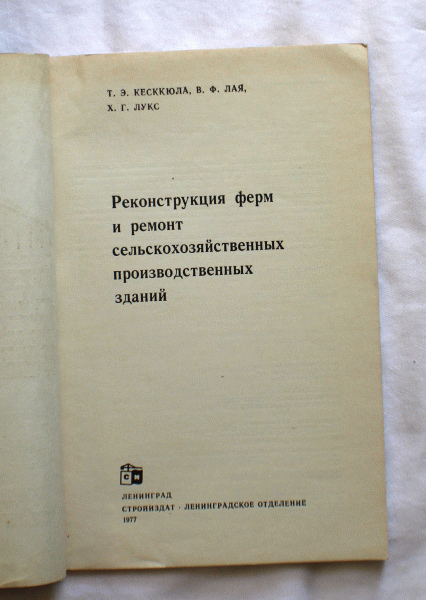 Т. Э. КЕСККЮЛА, В. Ф. ЛАЯ,
Х. Г. ЛУКС
Реконструкция ферм
и ремонт
сельскохозяйственных
производственных
зданий
С И
ЛЕНИНГРАД
СТРОЙИЗДАТ · ЛЕНИНГРАДСКОЕ ОТДЕЛЕНИЕ
1977